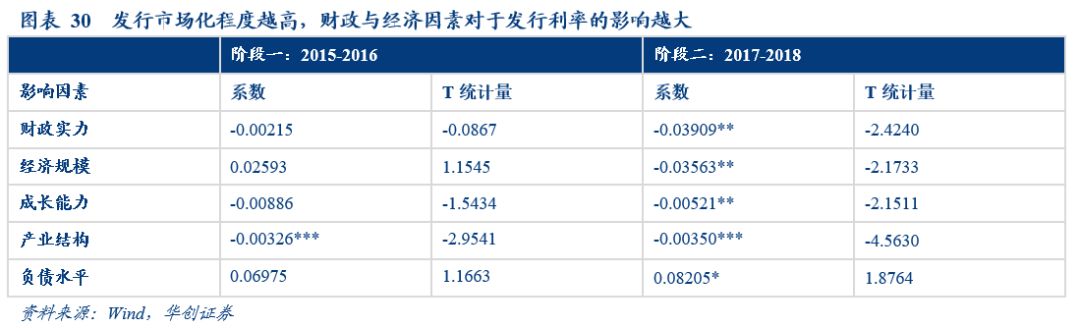 图表 30 发行市场化程度越高，财政与经济因素对于发行利率的影响越大
阶段一：2015-2016 阶段二：2017-2018
影响因素 系数 T 统计量 系数 T 统计量
财政实力 -0.00215 -0.0867 -0.03909** -2.4240
经济规模 0.02593 1.1545 -0.03563** -2.1733
成长能力 -0.00886 -1.5434 -0.00521** -2.1511
产业结构 -0.00326*** -2.9541 -0.00350*** -4.5630
负债水平 0.06975 1.1663 0.08205* 1.8764
资料来源：Wind，华创证券